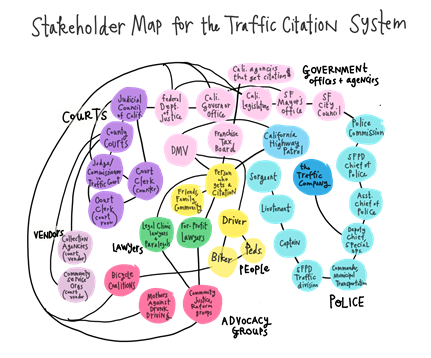 Stakeholder Map for the Traffic Citation System
Cali. agencies
that get citation $
GOVERNMENT
offices + agencies
COURTS
Judicial
Council
of Calif.
federal
Dept.
of Justice
Cali.
Governor
office
Cali.
legislature
SF
Mayors
office
SF
City
Council
County
Courts
DMV
Franchise
Tax
Board
California
Highway
Patrol
Police
Commission
Judge/
Commissioner
Traffic Court
Court
Clerk
(counter)
Friends,
Family,
Community
Person
who
gets a
Citation
Sergeant
the
Traffic
Company
SFPD
Chief of
Police
Court
Clerk
(court
room)
Lieutenant
Asst.
chief of
Police
VENDORS
Collection
Agencies
(court
vendor)
LAWYERS
Legal Clinic
lawyers
+
Paralegals
For-Profit
Lawyers
Driver
Captain
Deputy
Chief
Special
ops.
Community
Service
Orgs
(court
vendor)
Bicycle
Coalitions
Biker
Peds.
PEOPLE
SFPD
Traffic
division
Commander
Municipal
Transportation
POLICE
Mothers
Against
Drunk
Driving
Community
Justice,
Reform
groups
ADVOCACY
GROUPS